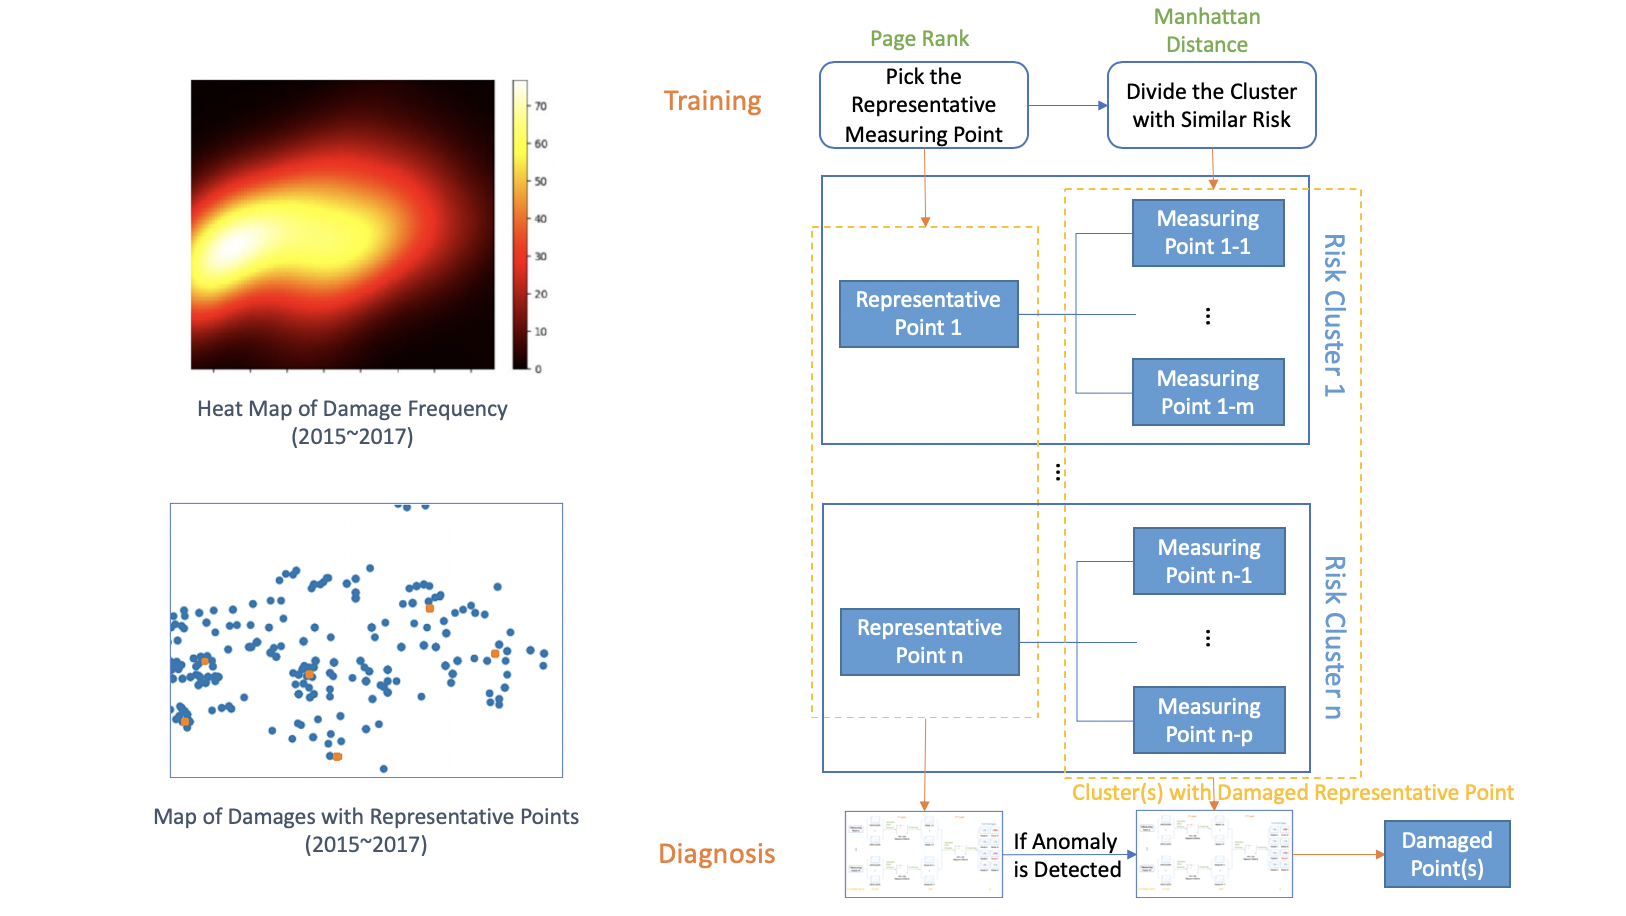 70
60
50
40
30
20
10
0
Heat Map of Damage Frequency
(2015~2017)
Map of Damages with Representative Points
(2015~2017)
Training
Page Rank
Pick the
Representative
Measuring Point
Manhattan
Distance
Divide the Cluster
with Similar Risk
Representative
Point 1
Measuring
Point 1-1
⋮
Measuring
Point 1-m
Risk Cluster 1
⋮
Representative
Point n
Measuring
Point n-1
⋮
Measuring
Point n-p
Risk Cluster n
Cluster(s) with Damaged Representative Point
Diagnosis
If Anomaly
is Detected
Damaged
Point(s)